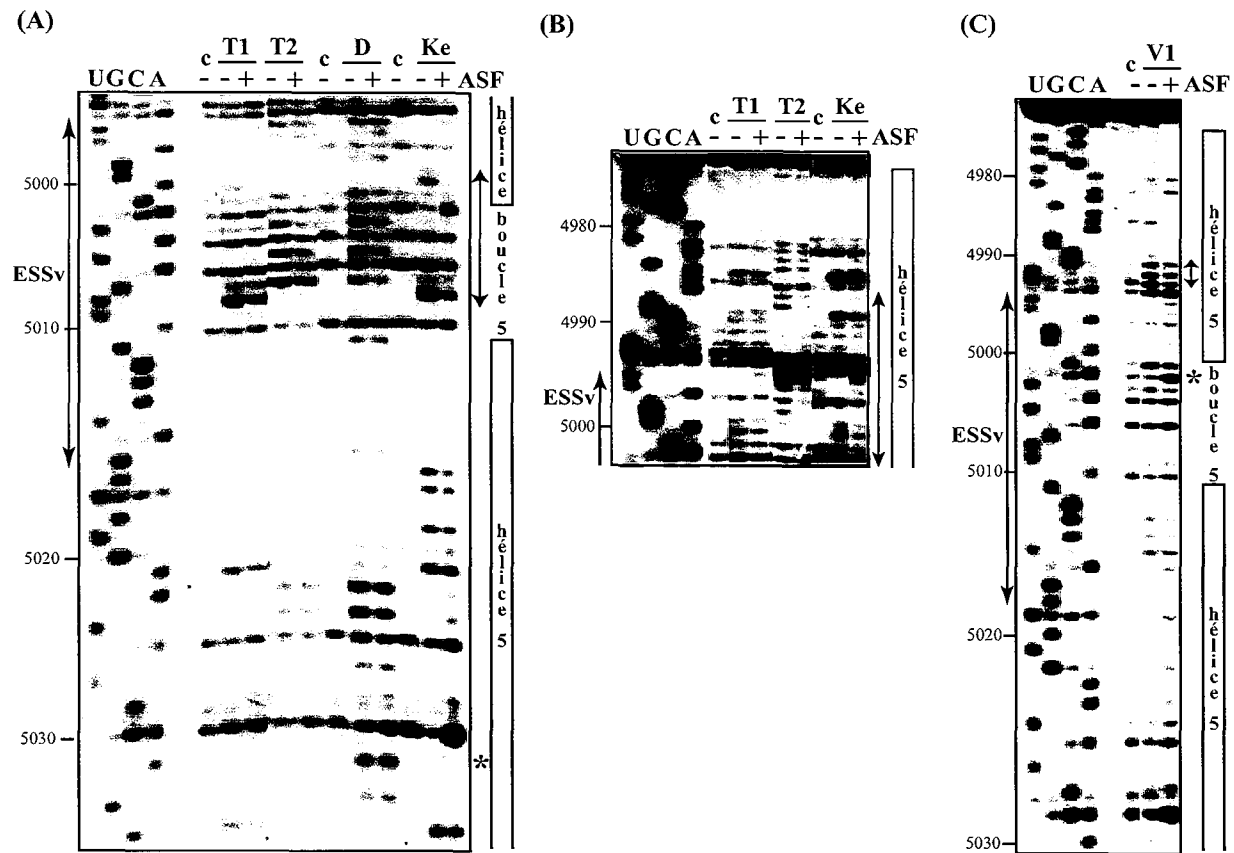 (A)
c T1 T2 c D c Ke
U G C A - - + - + - - + - - + ASF
5000
ESSv
5010
5020
5030
hélice
boucle 5
hélice 5
*
(B)
c T1 T2 c Ke
- - + - + - - +
ASF
U G C A
4980
4990
ESSv
5000
hélice 5
(C)
c V1
- - + ASF
U G C A
4980
4990
5000
ESSv
5010
5020
5030
hélice 5
*
boucle 5
hélice 5